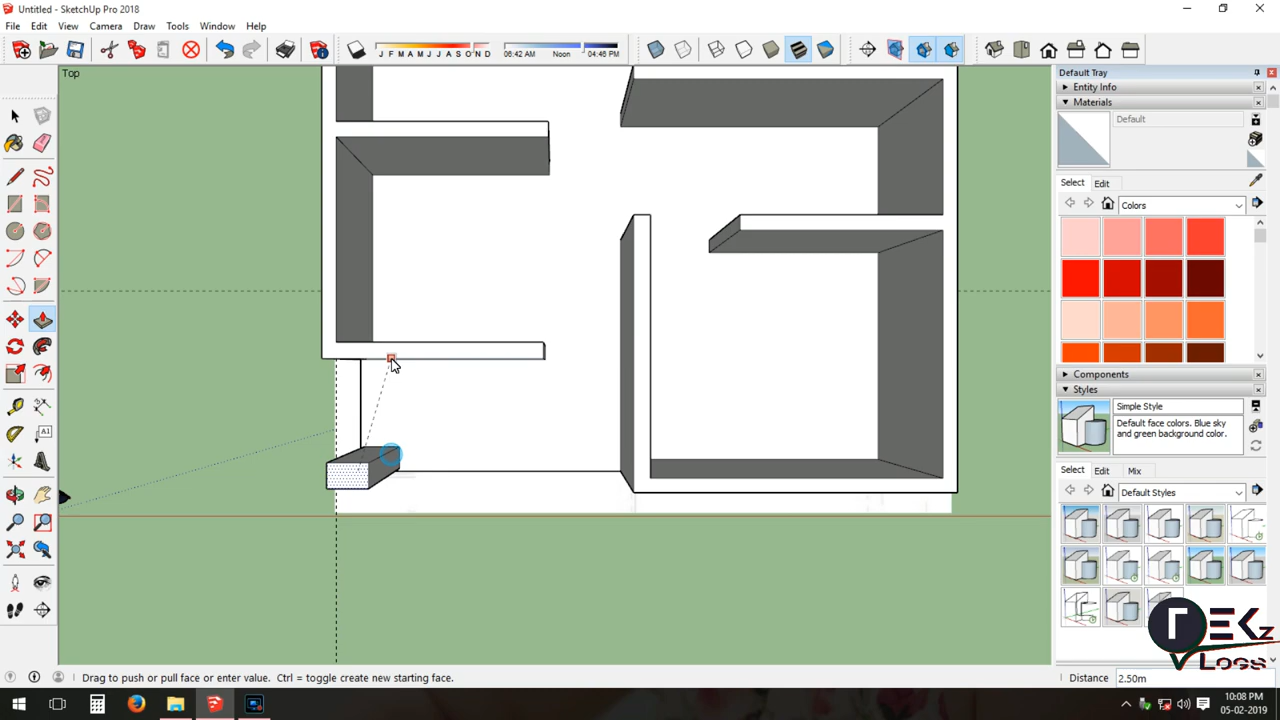 Untitled - SketchUp Pro 2018
File Edit View Camera Draw Tools Window Help
J F M A M J J A S O N D
06:42 AM Noon 04:46 PM
Top
Default Tray
Entity Info
Materials
Default
Select Edit
Colors
Components
Styles
Simple Style
Default face colors. Blue sky
and green background color.
Select Edit Mix
Default Styles
A1
TEKz
VLogs
Drag to push or pull face or enter value. Ctrl = toggle create new starting face.
Distance 2.50m
10:08 PM
05-02-2019